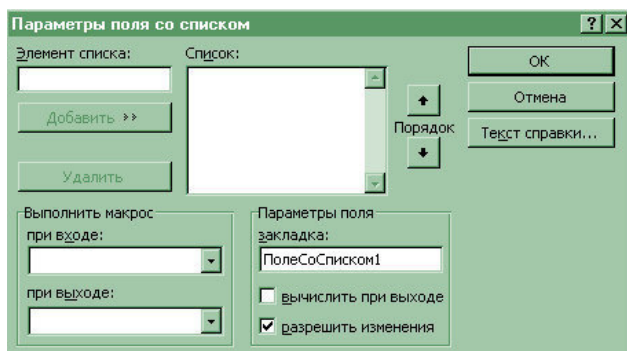 Параметры поля со списком
Элемент списка:
Список:
ОК
Добавить
Порядок
Отмена
Текст справки...
Удалить
Выполнить макрос
при входе:
при выходе:
Параметры поля
закладка:
ПолеСоСписком1
вычислить при выходе
разрешить изменения